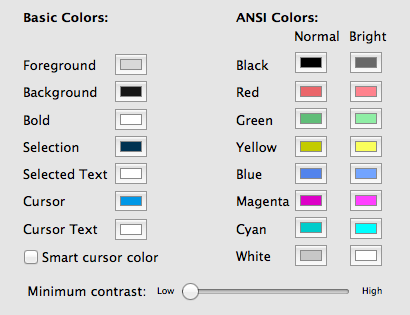 Basic Colors:
ANSI Colors:
Normal Bright
Foreground
Black
Background
Red
Bold
Green
Selection
Yellow
Selected Text
Blue
Cursor
Magenta
Cursor Text
Cyan
Smart cursor color
White
Minimum contrast: Low High